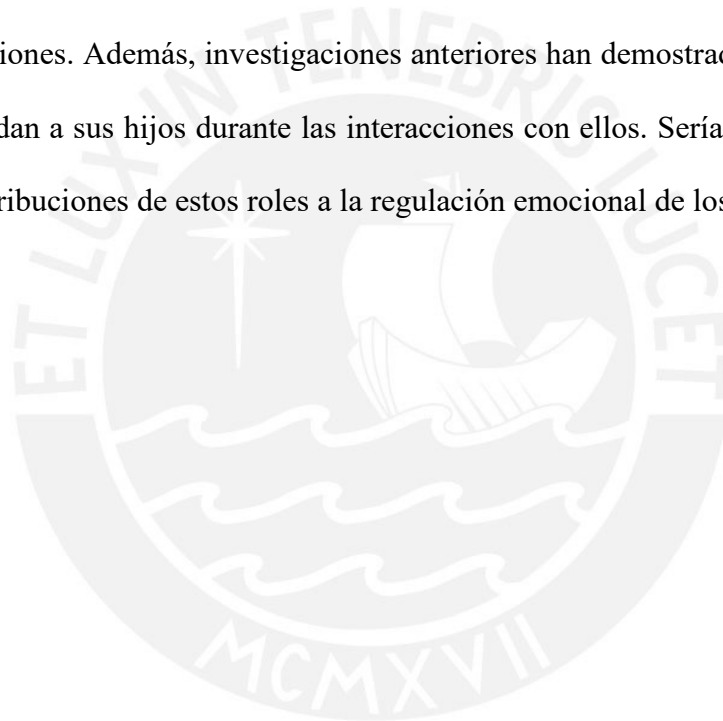 iones. Además, investigaciones anteriores han demostrad
dan a sus hijos durante las interacciones con ellos. Sería
ribuciones de estos roles a la regulación emocional de los
ET LUX IN TENEBRIS LUCET
MCMXVII